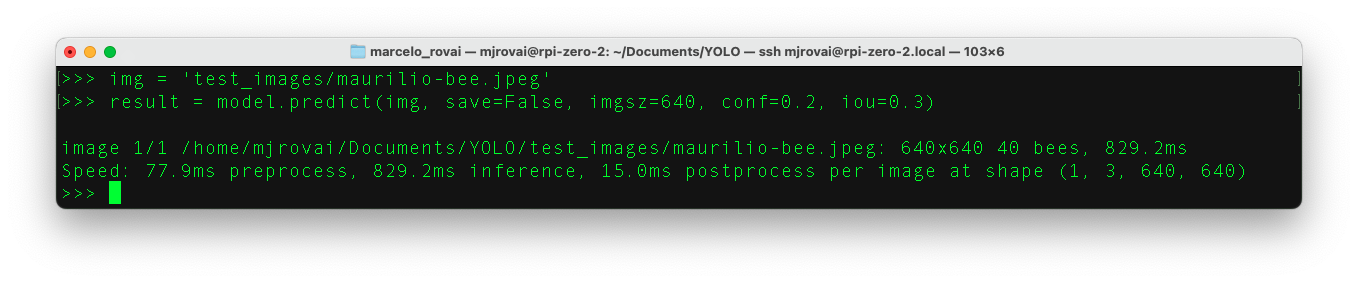 marcelo_rovai — mjrovai@rpi-zero-2: ~/Documents/YOLO — ssh mjrovai@rpi-zero-2.local — 103×6
[>>> img = 'test_images/maurilio-bee.jpeg' ]
[>>> result = model.predict(img, save=False, imgsz=640, conf=0.2, iou=0.3) ]
image 1/1 /home/mjrovai/Documents/YOLO/test_images/maurilio-bee.jpeg: 640x640 40 bees, 829.2ms
Speed: 77.9ms preprocess, 829.2ms inference, 15.0ms postprocess per image at shape (1, 3, 640, 640)
>>>